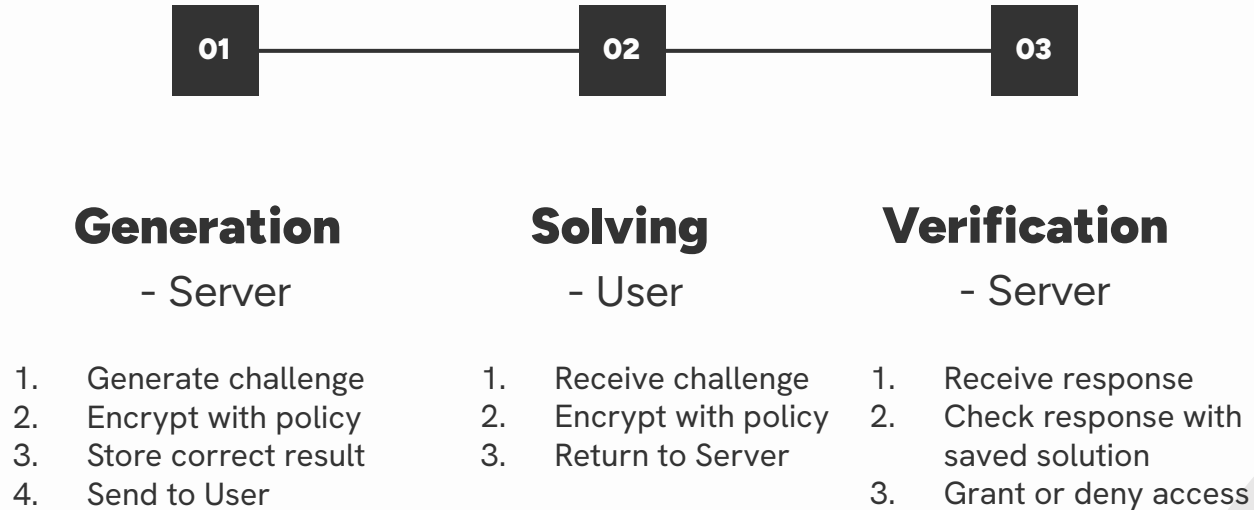 01
02
03
Generation
- Server
1. Generate challenge
2. Encrypt with policy
3. Store correct result
4. Send to User
Solving
- User
1. Receive challenge
2. Encrypt with policy
3. Return to Server
Verification
- Server
1. Receive response
2. Check response with
saved solution
3. Grant or deny access